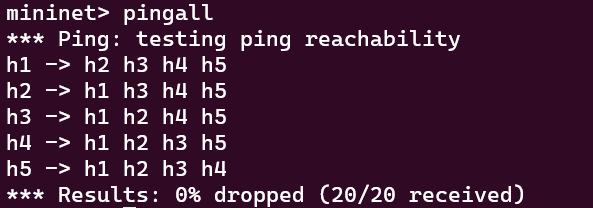 mininet> pingall
*** Ping: testing ping reachability
h1 -> h2 h3 h4 h5
h2 -> h1 h3 h4 h5
h3 -> h1 h2 h4 h5
h4 -> h1 h2 h3 h5
h5 -> h1 h2 h3 h4
*** Results: 0% dropped (20/20 received)